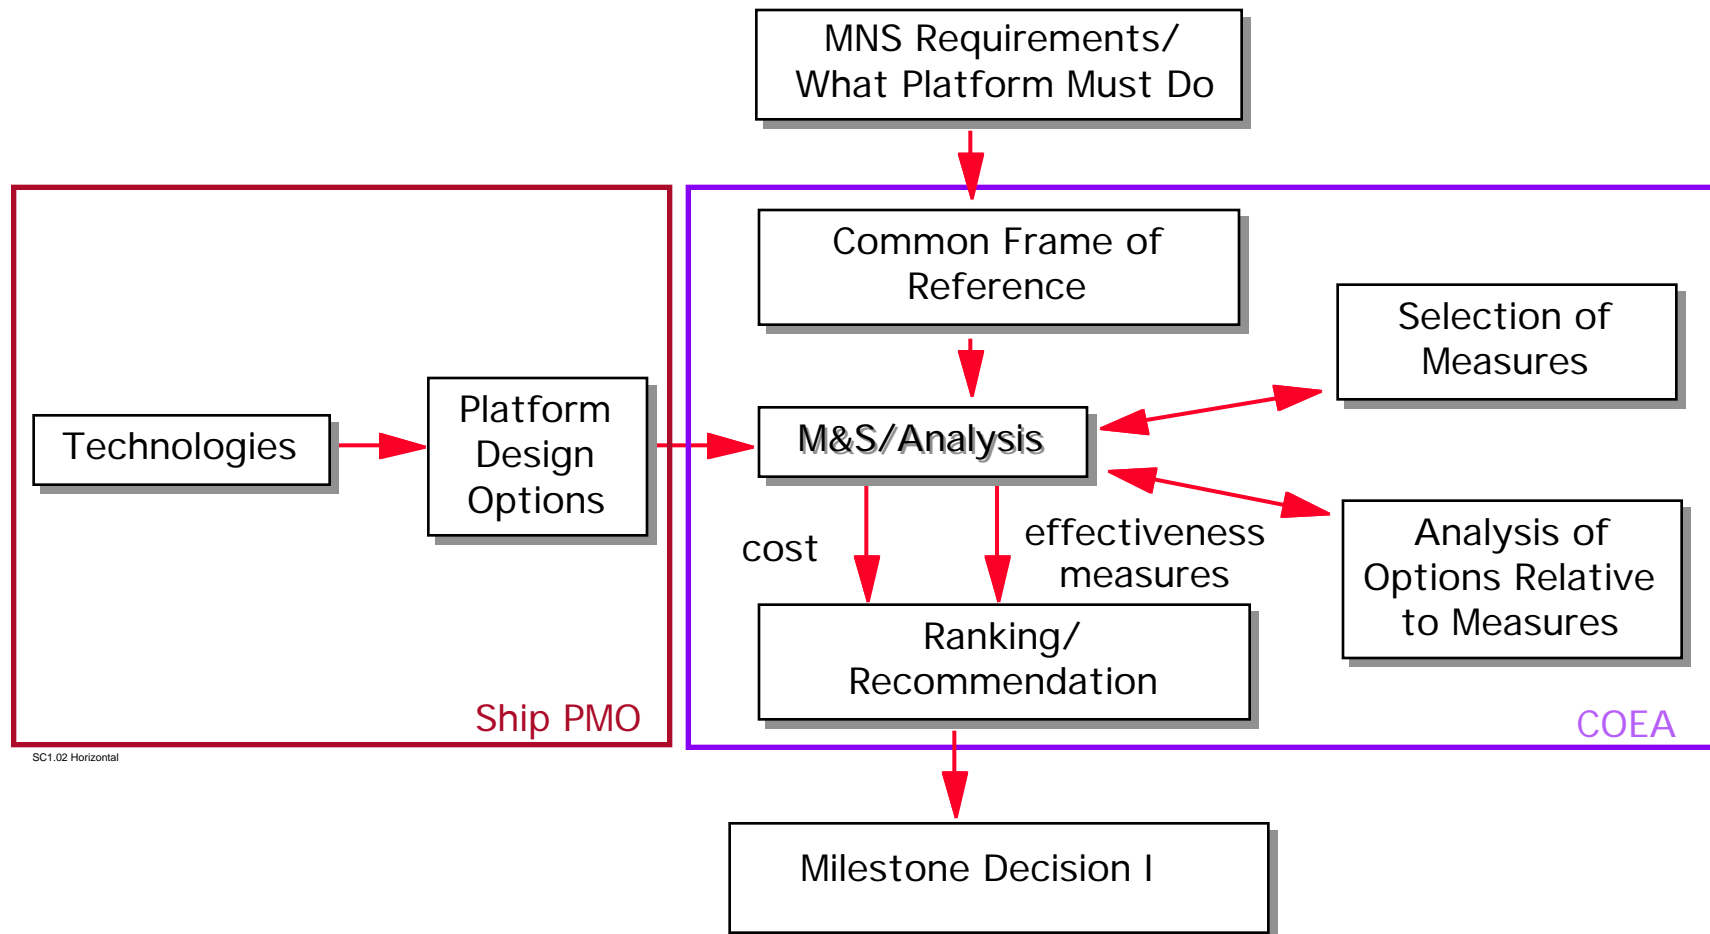 MNS Requirements/
What Platform Must Do
Common Frame of
Reference
Selection of
Measures
Technologies
Platform
Design
Options
M&S/Analysis
cost
effectiveness
measures
Analysis of
Options Relative
to Measures
Ranking/
Recommendation
Ship PMO
COEA
SC1.02 Horizontal
Milestone Decision I